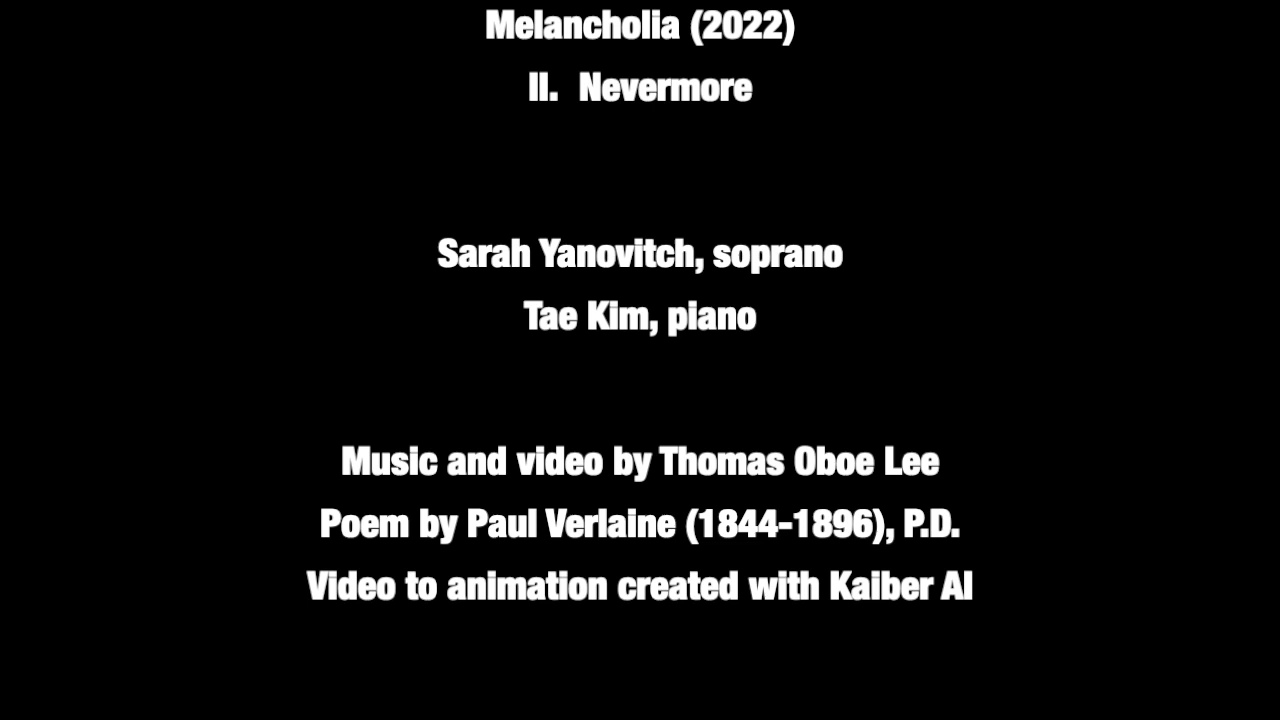 Melancholia (2022)
II. Nevermore
Sarah Yanovitch, soprano
Tae Kim, piano
Music and video by Thomas Oboe Lee
Poem by Paul Verlaine (1844-1896), P.D.
Video to animation created with Kaiber AI